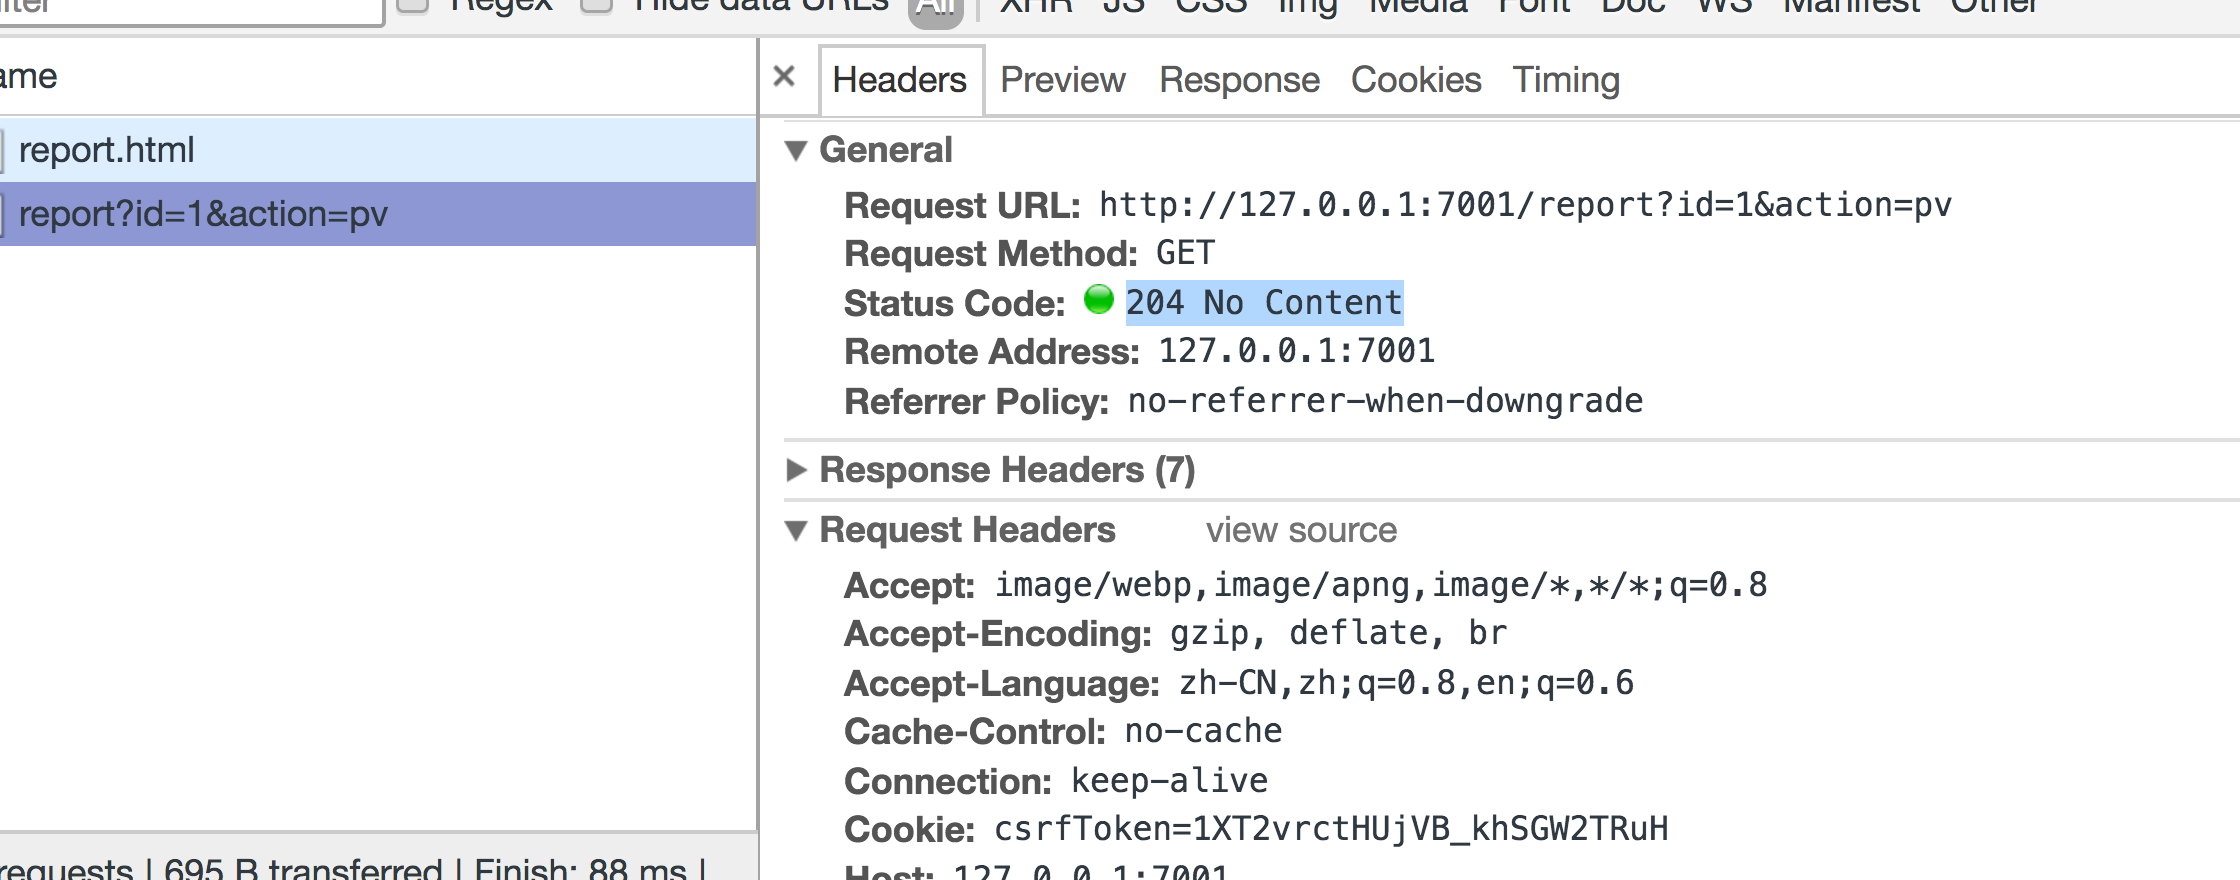 Regex Hide data URLs All XHR JS CSS Img Media Font Doc WS Manifest Other
ame
Headers Preview Response Cookies Timing
report.html
report?id=1&action=pv
General
Request URL: http://127.0.0.1:7001/report?id=1&action=pv
Request Method: GET
Status Code: 204 No Content
Remote Address: 127.0.0.1:7001
Referrer Policy: no-referrer-when-downgrade
Response Headers (7)
Request Headers view source
Accept: image/webp,image/apng,image/*,*/*;q=0.8
Accept-Encoding: gzip, deflate, br
Accept-Language: zh-CN,zh;q=0.8,en;q=0.6
Cache-Control: no-cache
Connection: keep-alive
Cookie: csrfToken=1XT2vrctHUjVB_khSGW2TRuH
Host: 127.0.0.1:7001
requests | 695 B transferred | Finish: 88 ms |